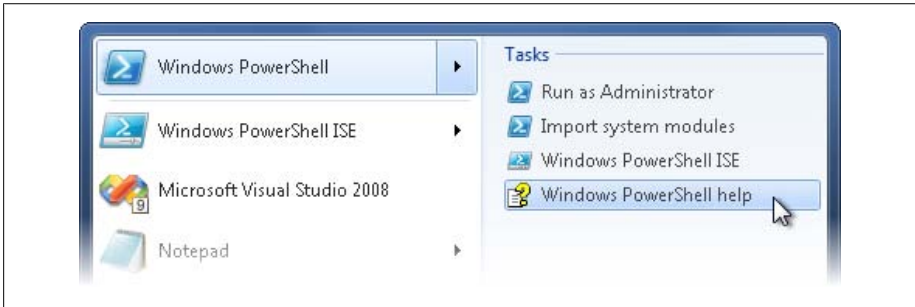 Windows PowerShell
Windows PowerShell ISE
Microsoft Visual Studio 2008
9
Notepad
Tasks
Run as Administrator
Import system modules
Windows PowerShell ISE
Windows PowerShell help